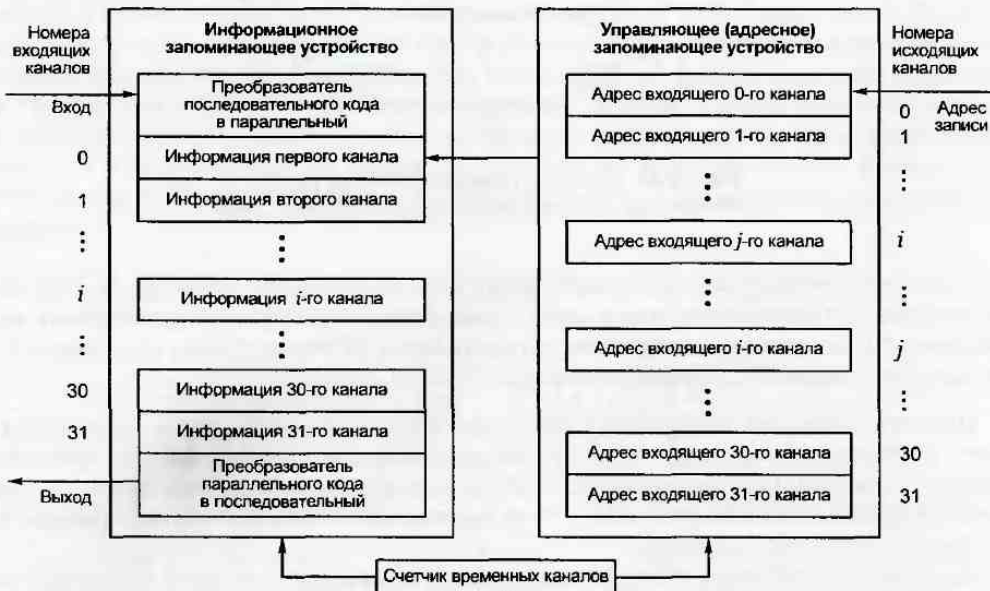 Номера
входящих
каналов
Вход
0
1
i
30
31
Выход
Информационное
запоминающее устройство
Преобразователь
последовательного кода
в параллельный
Информация первого канала
Информация второго канала
Информация i-го канала
Информация 30-го канала
Информация 31-го канала
Преобразователь
параллельного кода
в последовательный
Управляющее (адресное)
запоминающее устройство
Адрес входящего 0-го канала
Адрес входящего 1-го канала
Адрес входящего j-го канала
Адрес входящего i-го канала
Адрес входящего 30-го канала
Адрес входящего 31-го канала
Номера
исходящих
каналов
0
Адрес
записи
1
i
j
30
31
Счетчик временных каналов